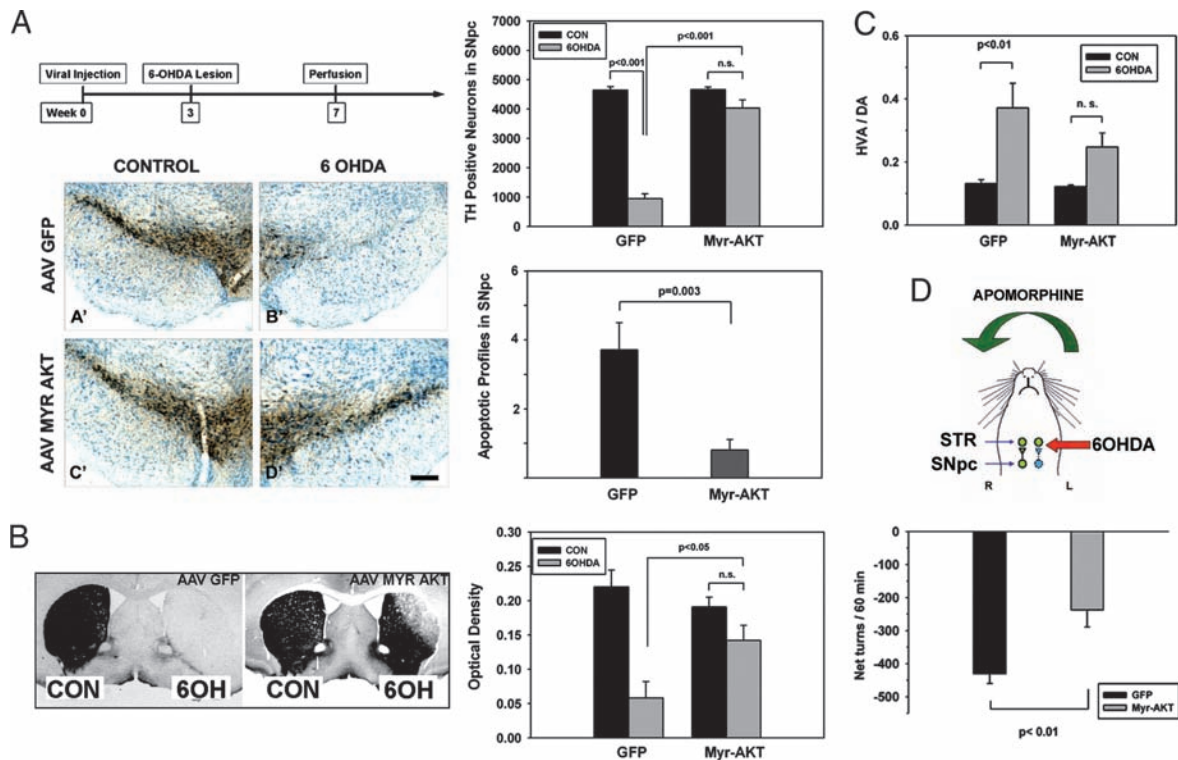 A
Viral Injection
6-OHDA Lesion
Perfusion
Week 0
3
7
CONTROL
6 OHDA
AAV GFP
A'
B'
AAV MYR AKT
C'
D'
TH Positive Neurons in SNpc
7000
6000
5000
4000
3000
2000
1000
0
CON
6OHDA
p<0.001
p<0.001
n.s.
GFP
Myr-AKT
Apoptotic Profiles in SNpc
6
4
2
p=0.003
GFP
Myr-AKT
B
AAV GFP
AAV MYR AKT
CON
6OH
CON
6OH
Optical Density
0.30
0.25
0.20
0.15
0.10
0.05
0.00
CON
6OHDA
p<0.05
n.s.
GFP
Myr-AKT
C
HVA / DA
0.6
0.4
0.2
0.0
CON
6OHDA
p<0.01
n. s.
GFP
Myr-AKT
D
APOMORPHINE
STR
6OHDA
SNpc
R
L
Net turns / 60 min
0
-100
-200
-300
-400
-500
GFP
Myr-AKT
p< 0.01